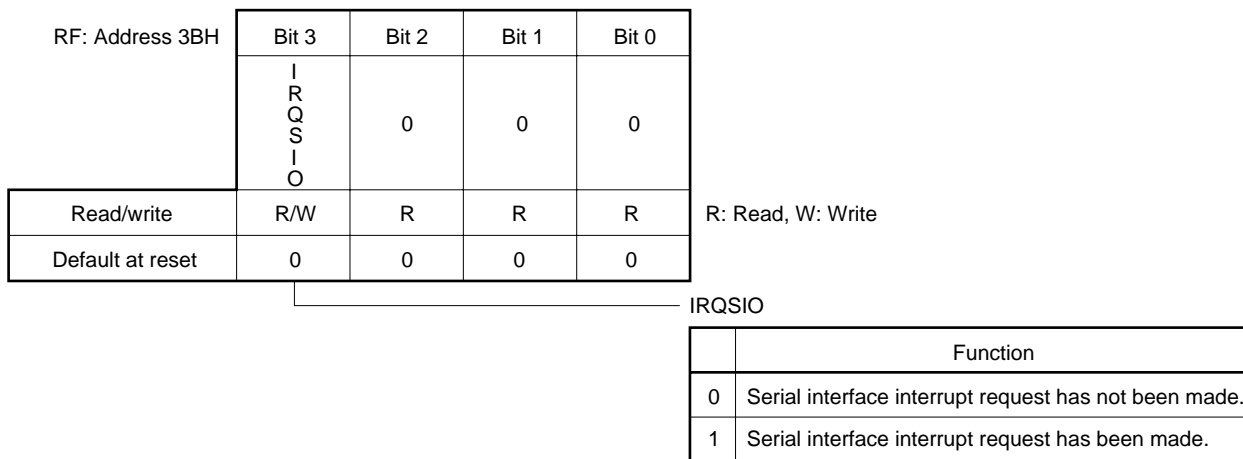 RF: Address 3BH Bit 3 Bit 2 Bit 1 Bit 0
IRQSIO 0 0 0
Read/write R/W R R R R: Read, W: Write
Default at reset 0 0 0 0
IRQSIO
Function
0 Serial interface interrupt request has not been made.
1 Serial interface interrupt request has been made.